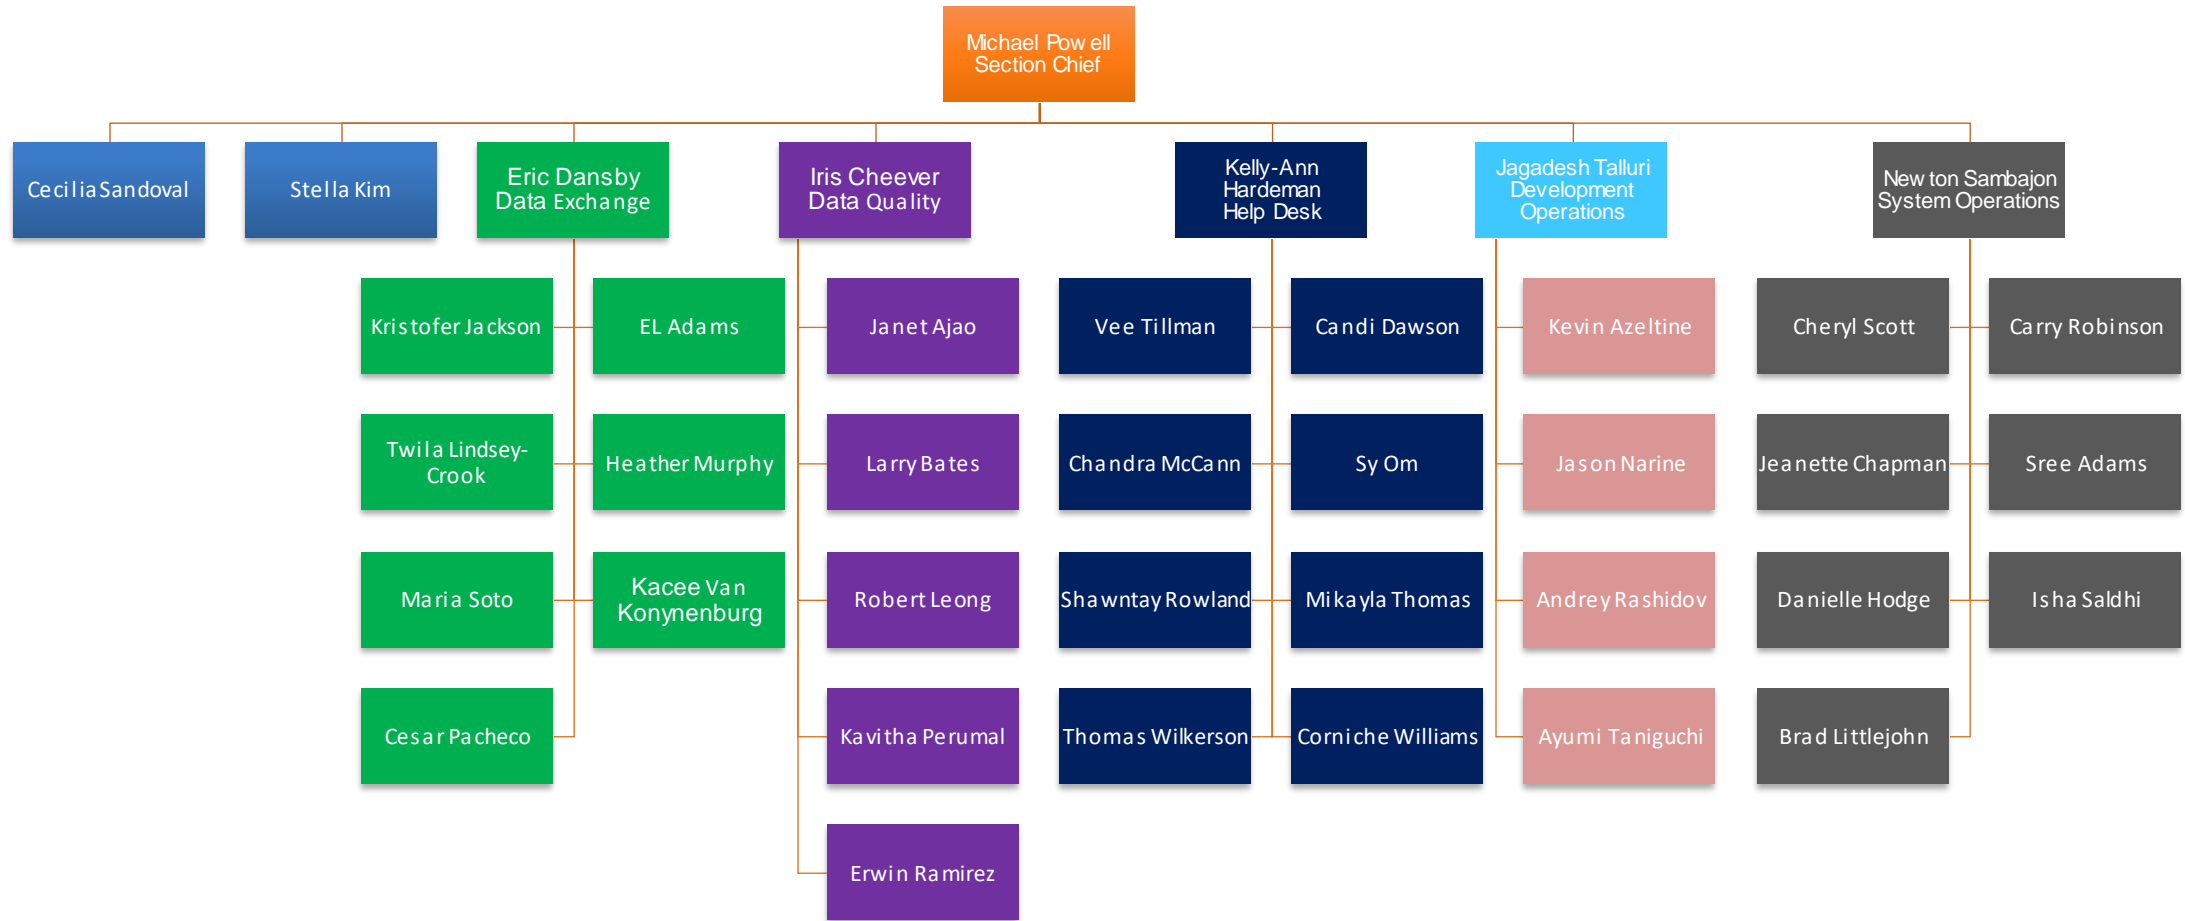 Michael Powell
Section Chief
Cecilia Sandoval
Stella Kim
Eric Dansby
Data Exchange
Iris Cheever
Data Quality
Kelly-Ann
Hardeman
Help Desk
Jagadesh Talluri
Development
Operations
Newton Sambajon
System Operations
Kristofer Jackson
EL Adams
Janet Ajao
Vee Tillman
Candi Dawson
Kevin Azeltine
Cheryl Scott
Carry Robinson
Twila Lindsey-
Crook
Heather Murphy
Larry Bates
Chandra McCann
Sy Om
Jason Narine
Jeanette Chapman
Sree Adams
Maria Soto
Kacee Van
Konynenburg
Robert Leong
Shawntay Rowland
Mikayla Thomas
Andrey Rashidov
Danielle Hodge
Isha Saldhi
Cesar Pacheco
Kavitha Perumal
Thomas Wilkerson
Corniche Williams
Ayumi Taniguchi
Brad Littlejohn
Erwin Ramirez